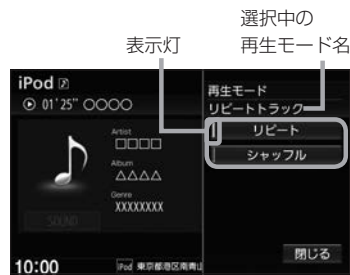 選択中の
再生モード名
表示灯
iPod
01'25" ○○○○
Artist
□□□□
Album
△△△△
Genre
XXXXXXXX
SOUND
10:00
iPod 東京都港区南青山
再生モード
リピートトラック
リピート
シャッフル
閉じる